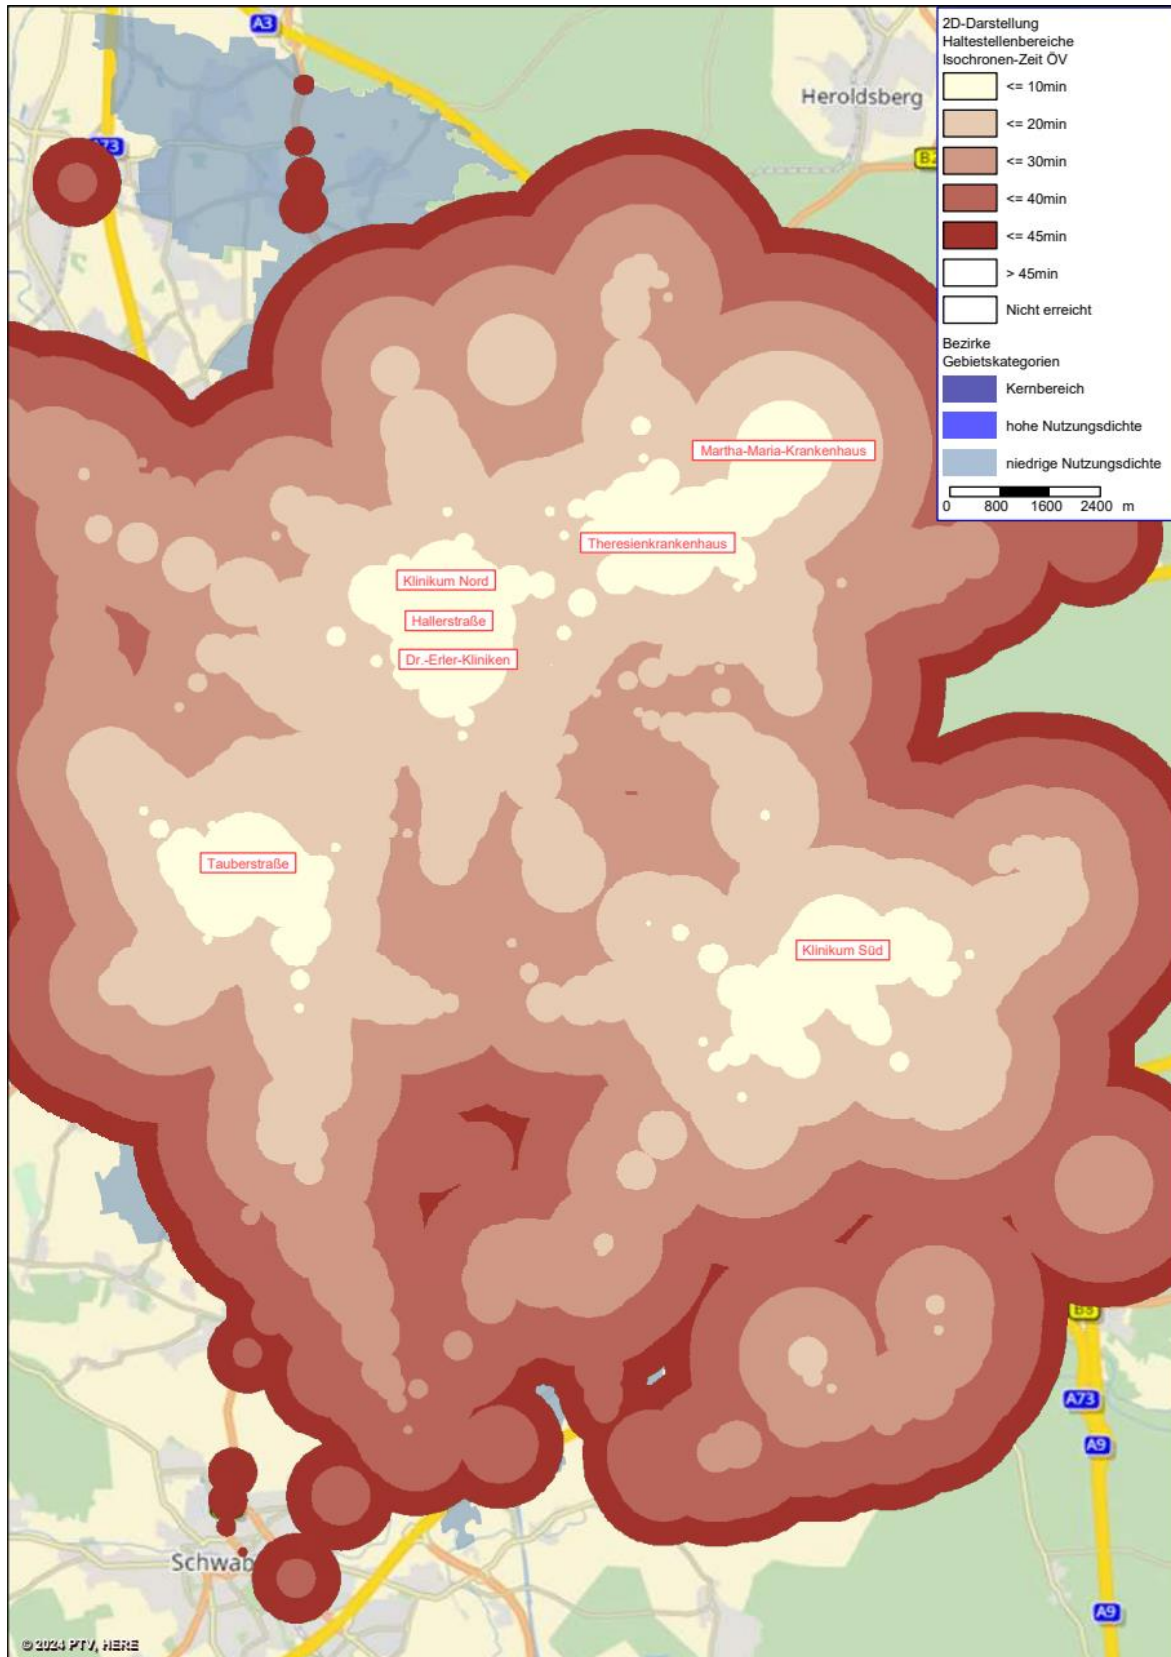 A3
2D-Darstellung
Haltestellenbereiche
Isochronen-Zeit ÖV
<= 10min
<= 20min
<= 30min
<= 40min
<= 45min
> 45min
Nicht erreicht
Bezirke
Gebietskategorien
Kernbereich
hohe Nutzungsdichte
niedrige Nutzungsdichte
0 800 1600 2400 m
Heroldsberg
A73
Martha-Maria-Krankenhaus
Theresienkrankenhaus
Klinikum Nord
Hallerstraße
Dr.-Erler-Kliniken
Tauberstraße
Klinikum Süd
A73
A9
Schwab
A9
© 2024 PTV, HERE